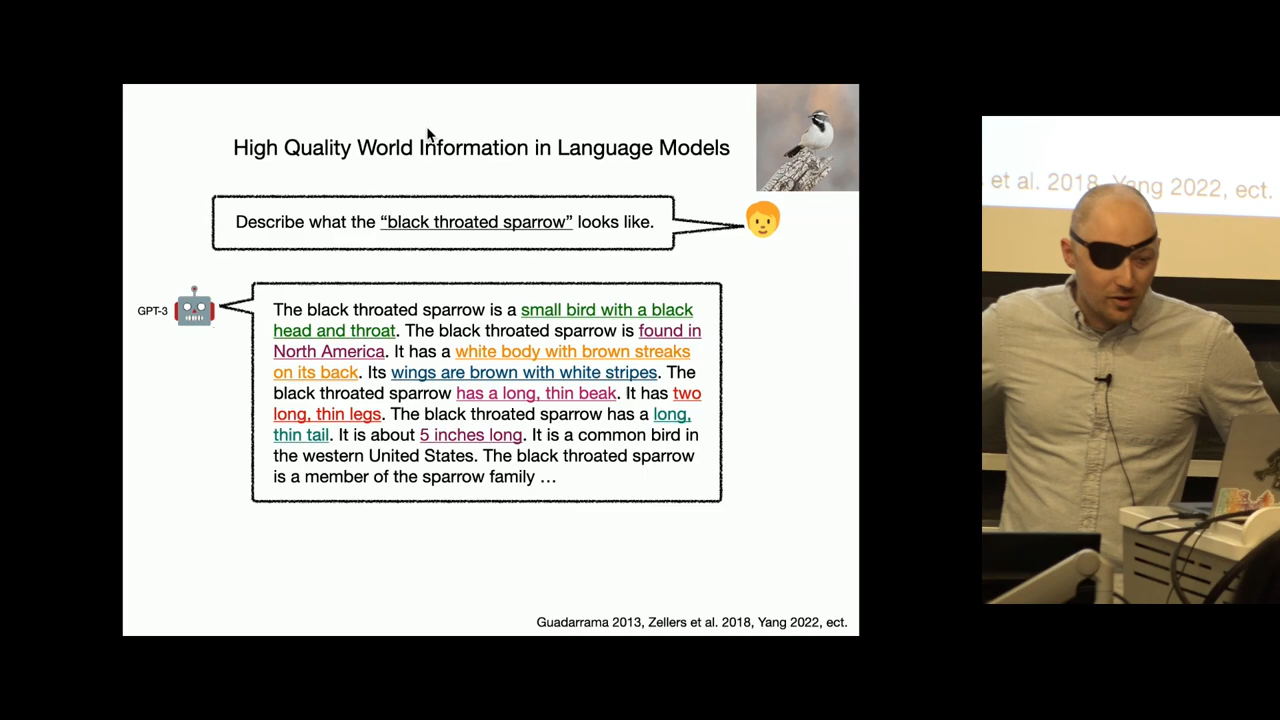 High Quality World Information in Language Models
Describe what the “black throated sparrow” looks like.
GPT-3
The black throated sparrow is a small bird with a black
head and throat. The black throated sparrow is found in
North America. It has a white body with brown streaks
on its back. Its wings are brown with white stripes. The
black throated sparrow has a long, thin beak. It has two
long, thin legs. The black throated sparrow has a long,
thin tail. It is about 5 inches long. It is a common bird in
the western United States. The black throated sparrow
is a member of the sparrow family …
Guadarrama 2013, Zellers et al. 2018, Yang 2022, ect.
et al. 2018, Yang 2022, ect.